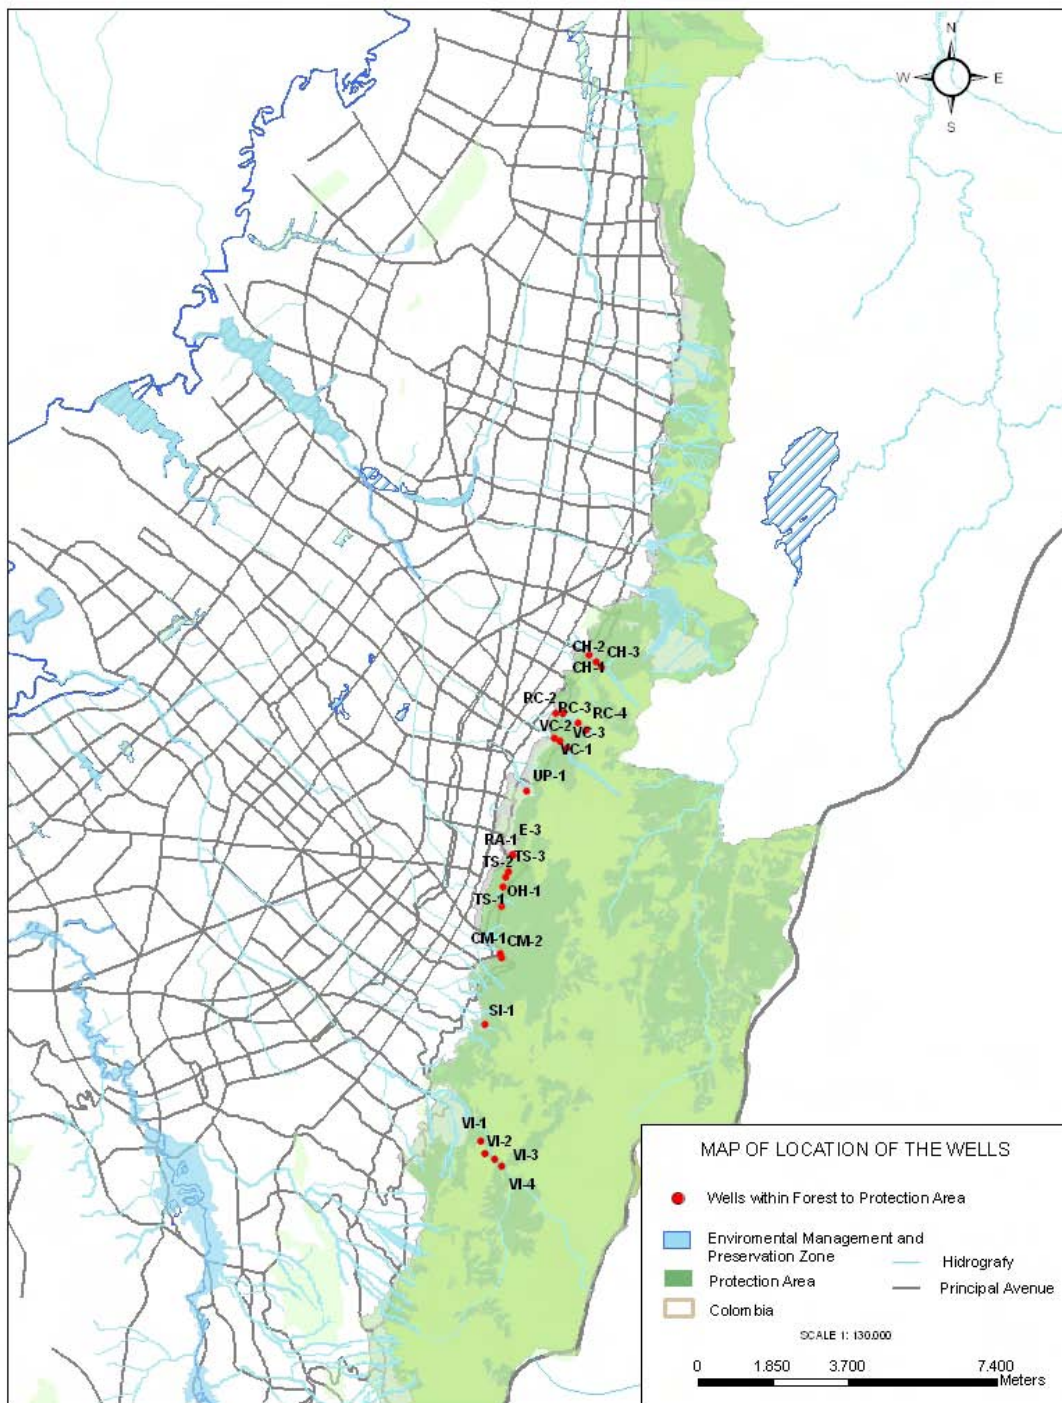 N
W E
S
CH-2
CH-3
CH-1
RC-2
RC-3
RC-4
VC-2
VC-3
VC-1
UP-1
E-3
RA-1
TS-3
TS-2
OH-1
TS-1
CM-1
CM-2
SI-1
VI-1
VI-2
VI-3
VI-4
MAP OF LOCATION OF THE WELLS
Wells within Forest to Protection Area
Enviromental Management and
Preservation Zone
Hidrografy
Protection Area
Principal Avenue
Colombia
SCALE 1: 130.000
0 1.850 3.700 7.400
Meters